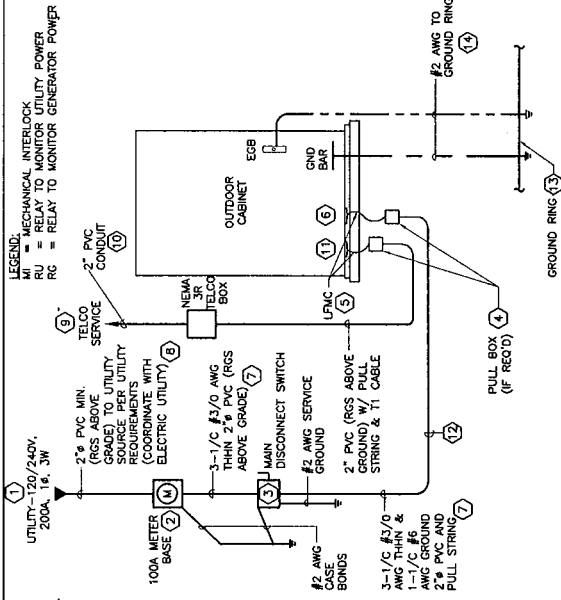 LEGEND:
MI = MECHANICAL INTERLOCK
RU = RELAY TO MONITOR UTILITY POWER
RG = RELAY TO MONITOR GENERATOR POWER
1
UTILITY-120/240V,
200A, 1ø, 3W
2"ø PVC MIN.
(RGS ABOVE
GRADE) TO UTILITY
SOURCE PER UTILITY
REQUIREMENTS
(COORDINATE WITH
ELECTRIC UTILITY) 8
9
TELCO
SERVICE
2" PVC
CONDUIT
10
100A METER
BASE 2
M
3-1/C #3/0 AWG
THHN 2"ø PVC (RGS
ABOVE GRADE) 7
NEMA
3R
TELCO
BOX
OUTDOOR
CABINET
EGB
GND
BAR
#2 AWG TO
GROUND RING
14
3
MAIN
DISCONNECT SWITCH
#2 AWG SERVICE
GROUND
LFMC
5
11
6
#2 AWG
CASE
BONDS
2" PVC (RGS ABOVE
GROUND) W/ PULL
STRING & T1 CABLE
3-1/C #3/0
AWG THHN &
1-1/C #6
AWG GROUND
2"ø PVC AND
PULL STRING 7
12
PULL BOX 4
(IF REQ'D)
GROUND RING 13